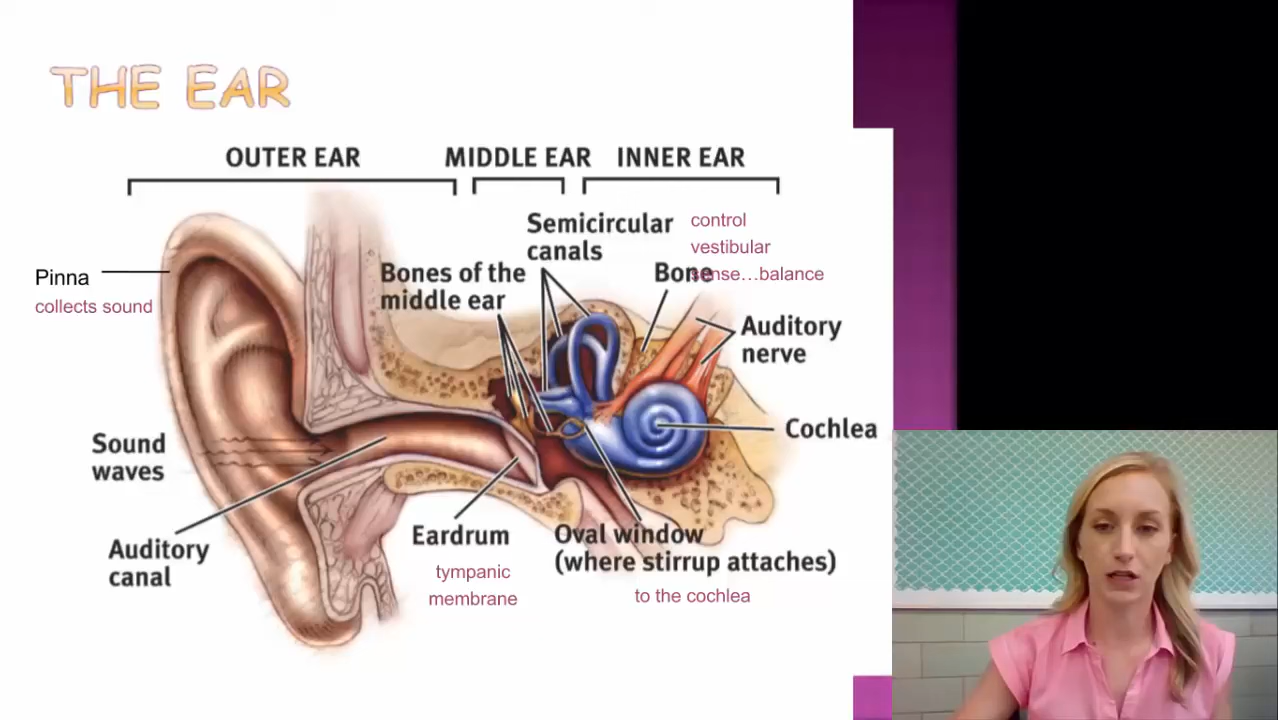 THE EAR
OUTER EAR
MIDDLE EAR
INNER EAR
Semicircular
canals
control
vestibular
sense...balance
Bones of the
middle ear
Bone
Pinna
collects sound
Auditory
nerve
Sound
waves
Cochlea
Auditory
canal
Eardrum
tympanic
membrane
Oval window
(where stirrup attaches)
to the cochlea